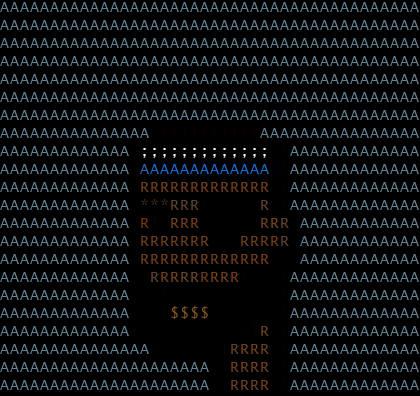 AAAAAAAAAAAAAAAAAAAAAAAAAAAAAAAAAAAAAAAAAA
AAAAAAAAAAAAAAAAAAAAAAAAAAAAAAAAAAAAAAAAAA
AAAAAAAAAAAAAAAAAAAAAAAAAAAAAAAAAAAAAAAAAA
AAAAAAAAAAAAAAAAAAAAAAAAAAAAAAAAAAAAAAAAAA
AAAAAAAAAAAAAAAAAAAAAAAAAAAAAAAAAAAAAAAAAA
AAAAAAAAAAAAAAAAAAAAAAAAAAAAAAAAAAAAAAAAAA
AAAAAAAAAAAAAAAAAAAAAAAAAAAAAAAAAAAAAAAAAA
AAAAAAAAAAAAAAA           AAAAAAAAAAAAAAAA
AAAAAAAAAAAAA ;;;;;;;;;;;;;  AAAAAAAAAAAAA
AAAAAAAAAAAAA AAAAAAAAAAAAA  AAAAAAAAAAAAA
AAAAAAAAAAAAA RRRRRRRRRRRRR  AAAAAAAAAAAAA
AAAAAAAAAAAAA ***RRR      R  AAAAAAAAAAAAA
AAAAAAAAAAAAA R  RRR      RRR AAAAAAAAAAAA
AAAAAAAAAAAAA RRRRRRR   RRRRR AAAAAAAAAAAA
AAAAAAAAAAAAA RRRRRRRRRRRRR   AAAAAAAAAAAA
AAAAAAAAAAAAA  RRRRRRRRR     AAAAAAAAAAAAA
AAAAAAAAAAAAA                AAAAAAAAAAAAA
AAAAAAAAAAAAA    $$$$        AAAAAAAAAAAAA
AAAAAAAAAAAAA             R  AAAAAAAAAAAAA
AAAAAAAAAAAAAAA        RRRR  AAAAAAAAAAAAA
AAAAAAAAAAAAAAAAAAAAA  RRRR  AAAAAAAAAAAAA
AAAAAAAAAAAAAAAAAAAAA  RRRR  AAAAAAAAAAAAA